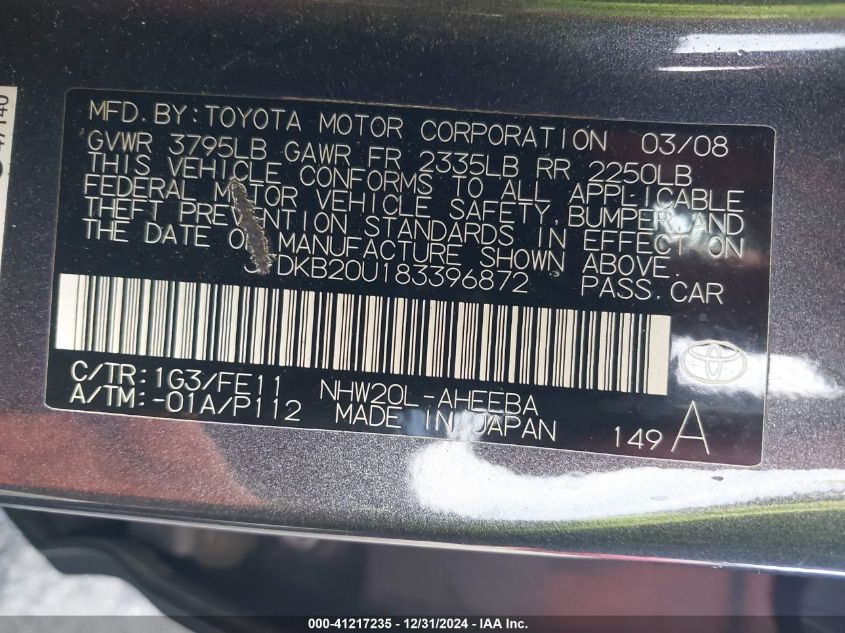 MFD. BY: TOYOTA MOTOR CORPORATION 03/08
GVWR 3795LB GAWR FR 2335LB RR 2250LB
THIS VEHICLE CONFORMS TO ALL APPLICABLE
FEDERAL MOTOR VEHICLE SAFETY, BUMPER, AND
THEFT PREVENTION STANDARDS IN EFFECT ON
THE DATE OF MANUFACTURE SHOWN ABOVE.
DKB20U183396872 PASS. CAR
C/TR: 1G3/FE11 NHW20L-AHEEBA
A/TM: -01A/P112 MADE IN JAPAN
149 A
000-41217235 - 12/31/2024 - IAA Inc.